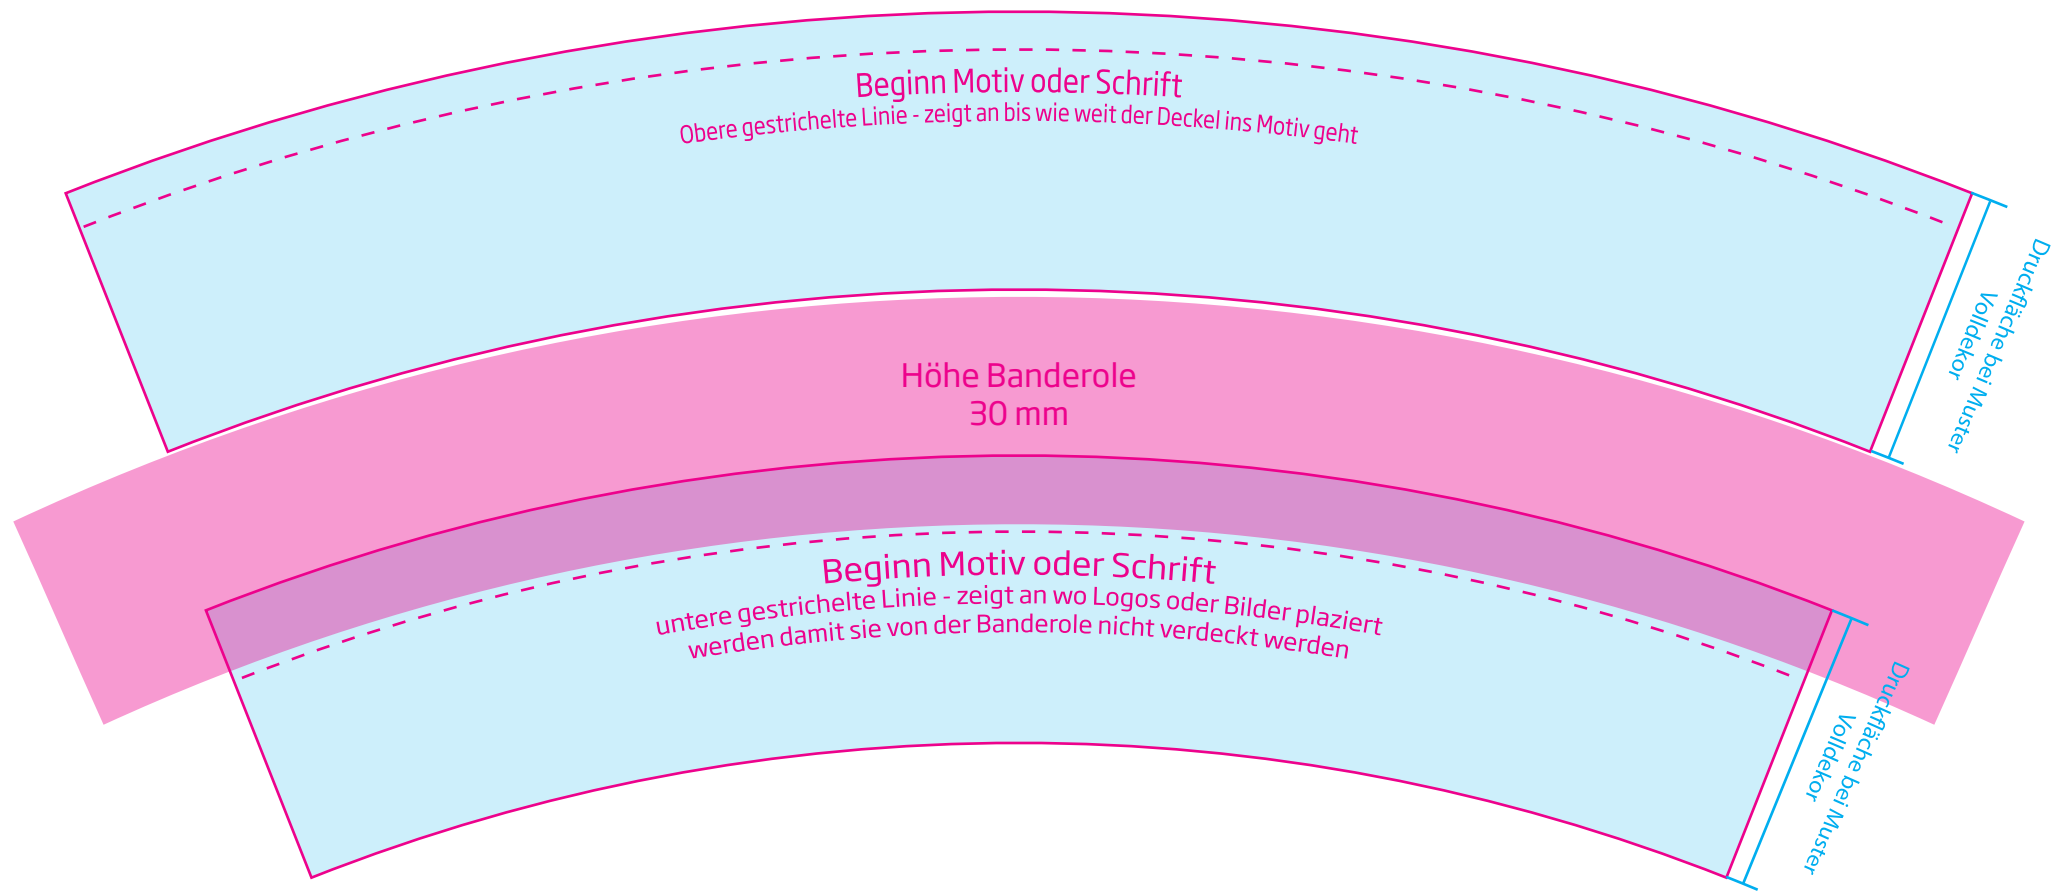 Beginn Motiv oder Schrift
Obere gestrichelte Linie - zeigt an bis wie weit der Deckel ins Motiv geht
Druckfläche bei Muster
Volldekor
Höhe Banderole
30 mm
Beginn Motiv oder Schrift
untere gestrichelte Linie - zeigt an wo Logos oder Bilder plaziert
werden damit sie von der Banderole nicht verdeckt werden
Druckfläche bei Muster
Volldekor